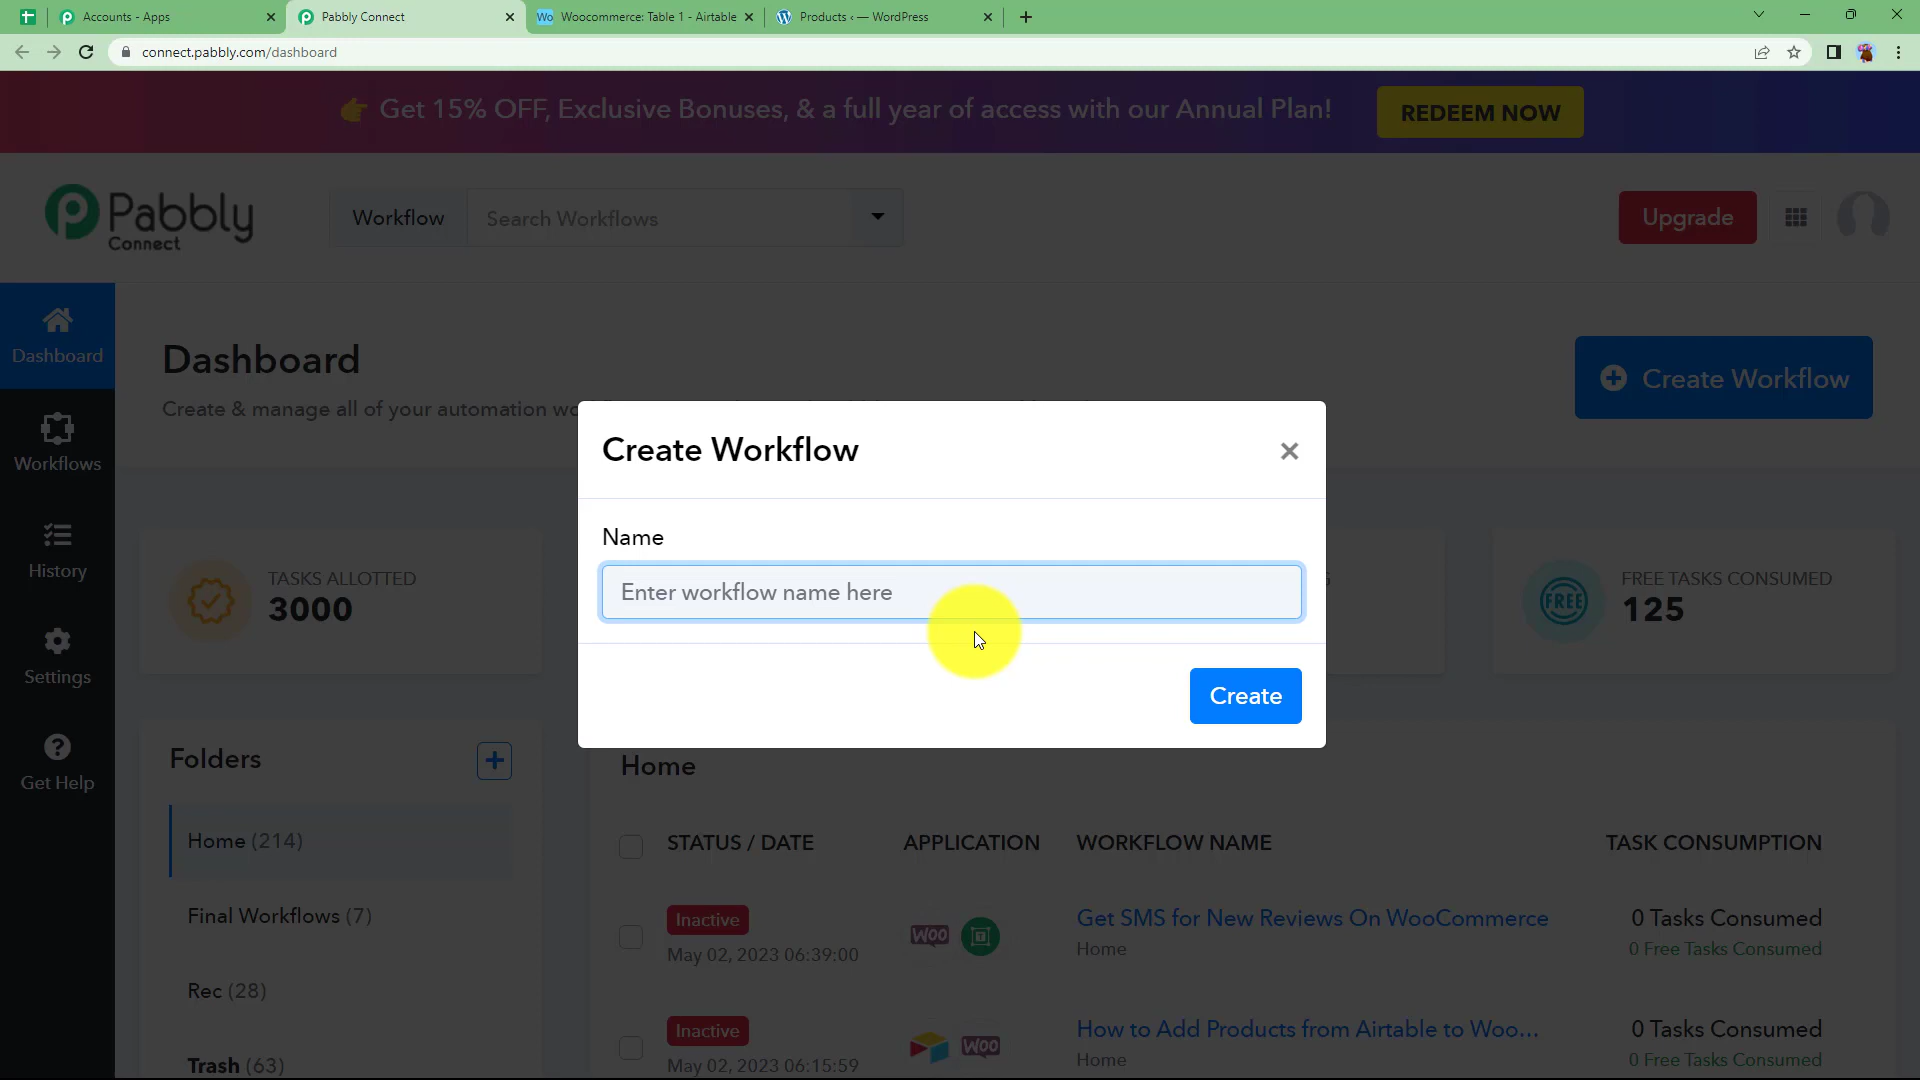 Accounts - Apps
Pabbly Connect
Wo Woocommerce: Table 1 - Airtable
Products ‹ — WordPress
connect.pabbly.com/dashboard
Get 15% OFF, Exclusive Bonuses, & a full year of access with our Annual Plan!
REDEEM NOW
Pabbly
Connect
Workflow
Search Workflows
Upgrade
Dashboard
Workflows
History
Settings
Get Help
Dashboard
Create & manage all of your automation
Create Workflow
Create Workflow
Name
Enter workflow name here
Create
TASKS ALLOTTED
3000
FREE
FREE TASKS CONSUMED
125
Folders
Home (214)
Final Workflows (7)
Rec (28)
Trash (63)
Home
STATUS / DATE
APPLICATION
WORKFLOW NAME
TASK CONSUMPTION
Inactive
May 02, 2023 06:39:00
WOO
Get SMS for New Reviews On WooCommerce
Home
0 Tasks Consumed
0 Free Tasks Consumed
Inactive
May 02, 2023 06:15:59
WOO
How to Add Products from Airtable to Woo...
Home
0 Tasks Consumed
0 Free Tasks Consumed